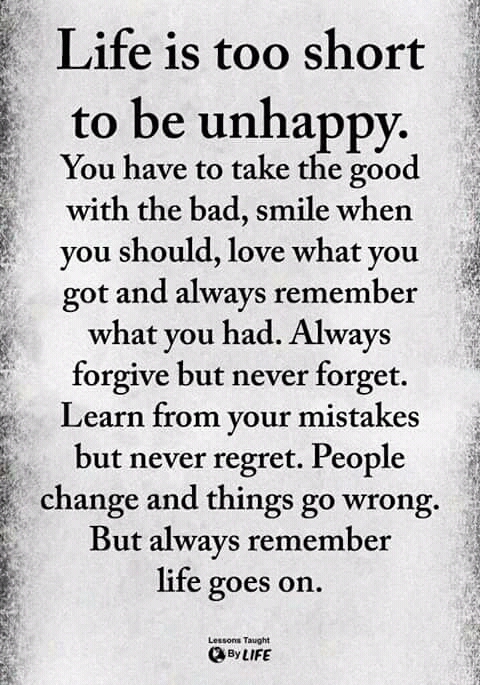 Life is too short
to be unhappy.
You have to take the good
with the bad, smile when
you should, love what you
got and always remember
what you had. Always
forgive but never forget.
Learn from your mistakes
but never regret. People
change and things go wrong.
But always remember
life goes on.
Lessons Taught
By LIFE